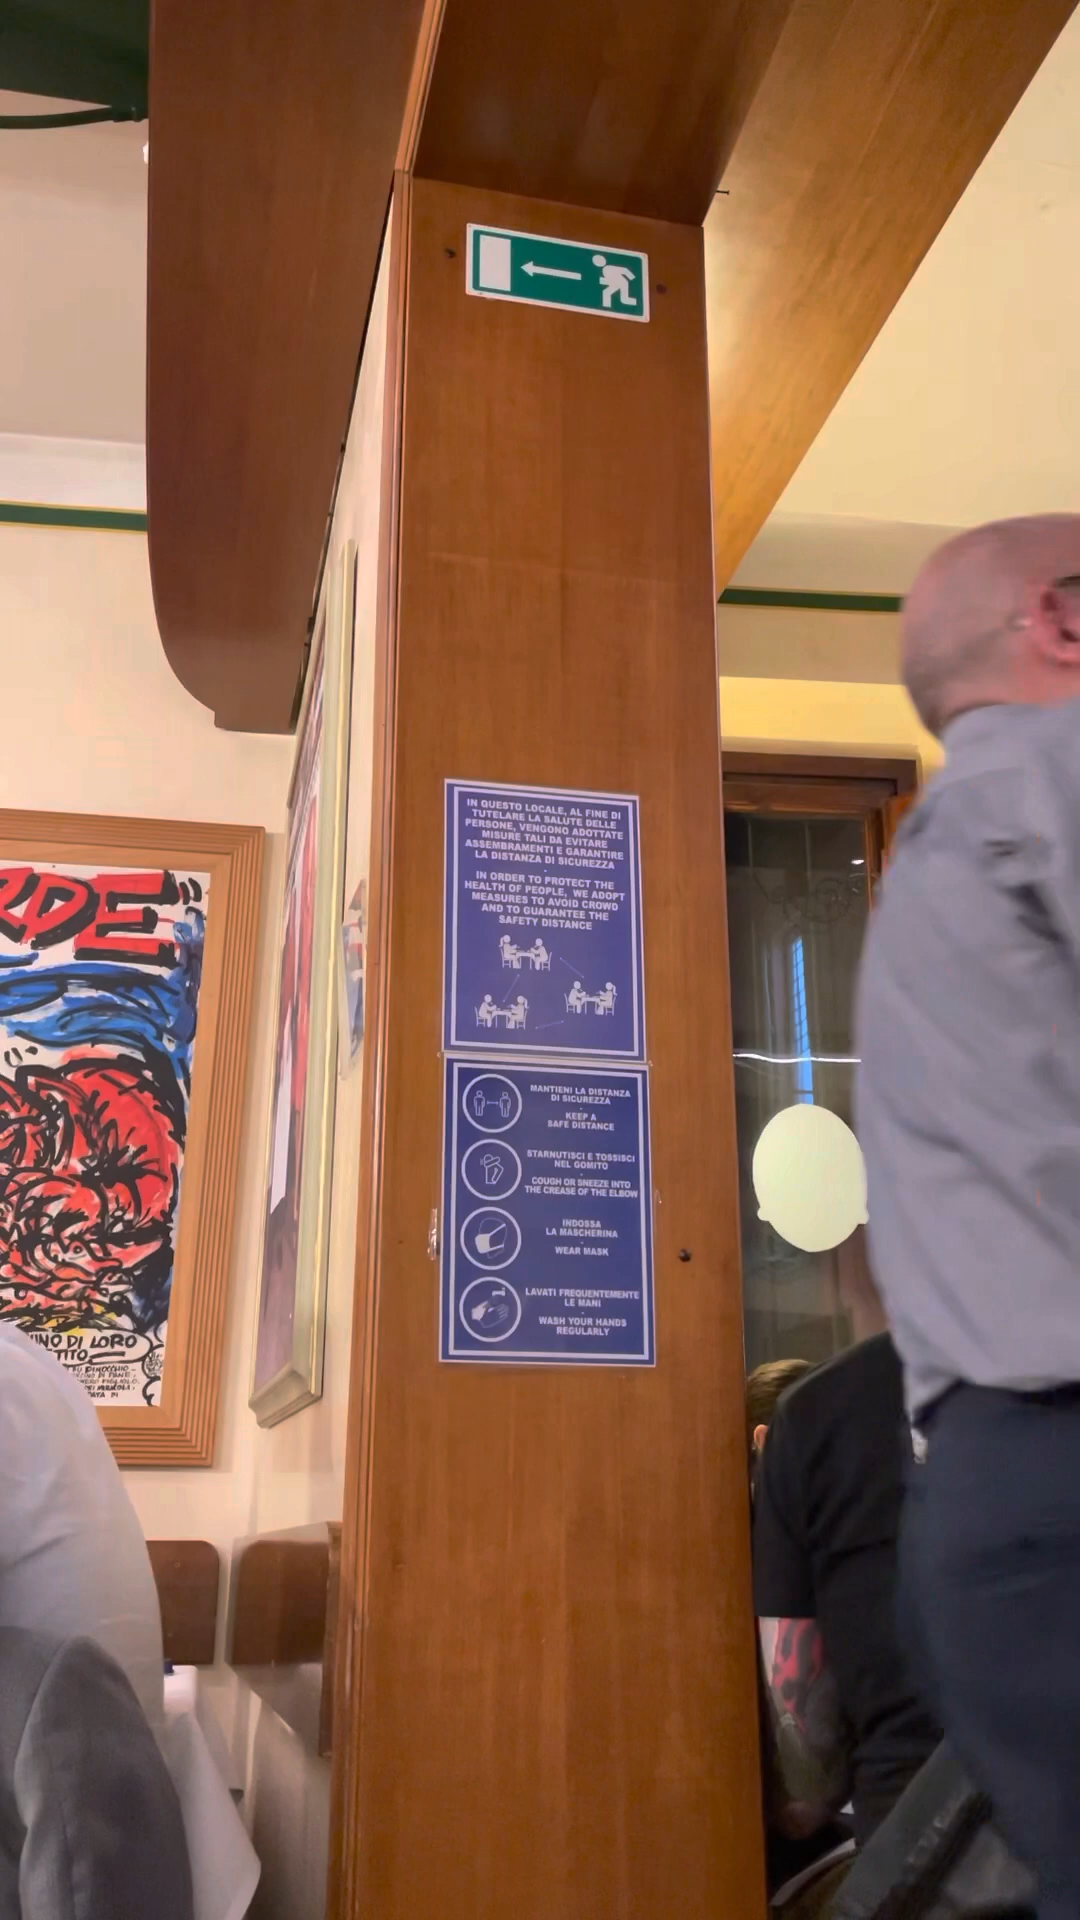 RDE"
IN QUESTO LOCALE, AL FINE DI
TUTELARE LA SALUTE DELLE
PERSONE, VENGONO ADOTTATE
MISURE TALI DA EVITARE
ASSEMBRAMENTI E GARANTIRE
LA DISTANZA DI SICUREZZA
-
IN ORDER TO PROTECT THE
HEALTH OF PEOPLE, WE ADOPT
MEASURES TO AVOID CROWD
AND TO GUARANTEE THE
SAFETY DISTANCE
MANTIENI LA DISTANZA
DI SICUREZZA
-
KEEP A
SAFE DISTANCE
STARNUTISCI E TOSSISCI
NEL GOMITO
-
COUGH OR SNEEZE INTO
THE CREASE OF THE ELBOW
INDOSSA
LA MASCHERINA
-
WEAR MASK
LAVATI FREQUENTEMENTE
LE MANI
-
WASH YOUR HANDS
REGULARLY
DI LORO